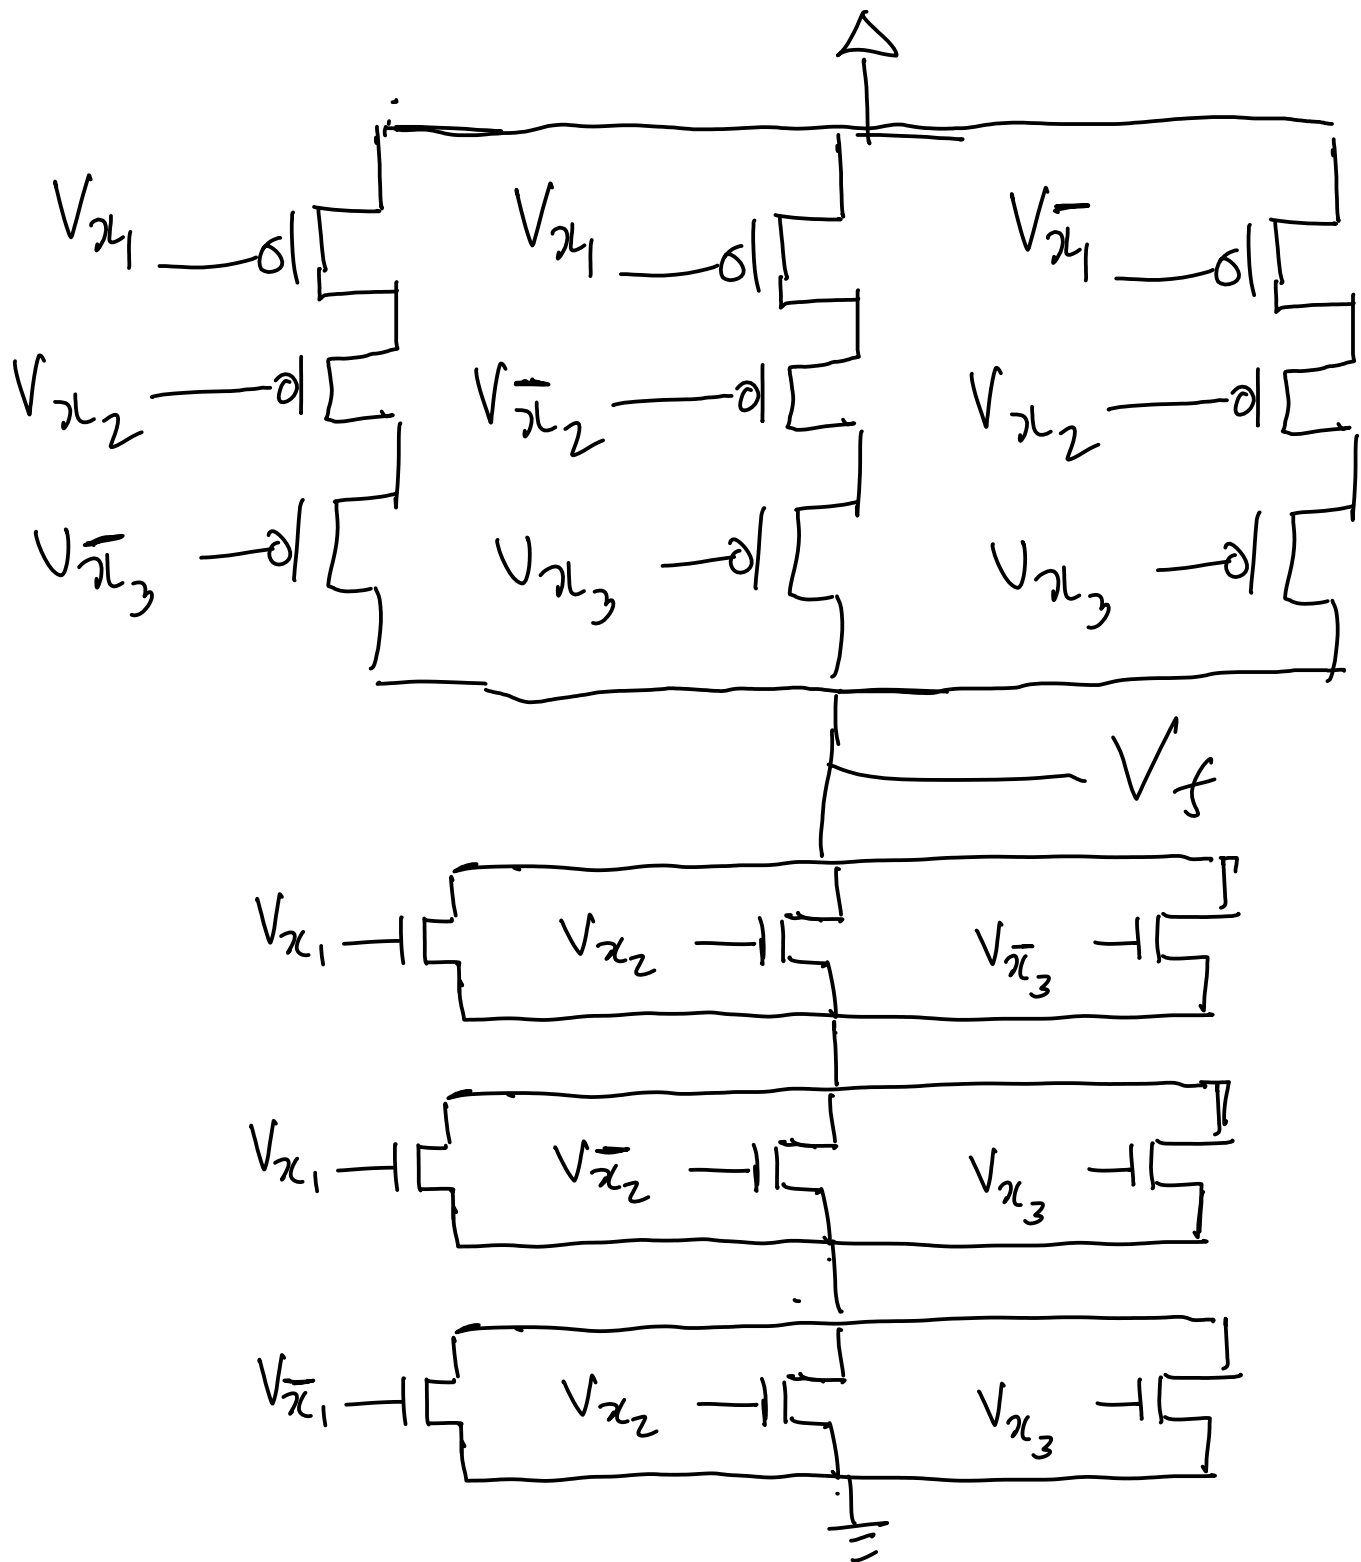 Vx₁ Vx₁ Vx̄₁
Vx₂ Vx̄₂ Vx₂
Vx̄₃ Vx₃ Vx₃
Vf
Vx₁ Vx₂ Vx̄₃
Vx₁ Vx̄₂ Vx₃
Vx̄₁ Vx₂ Vx₃